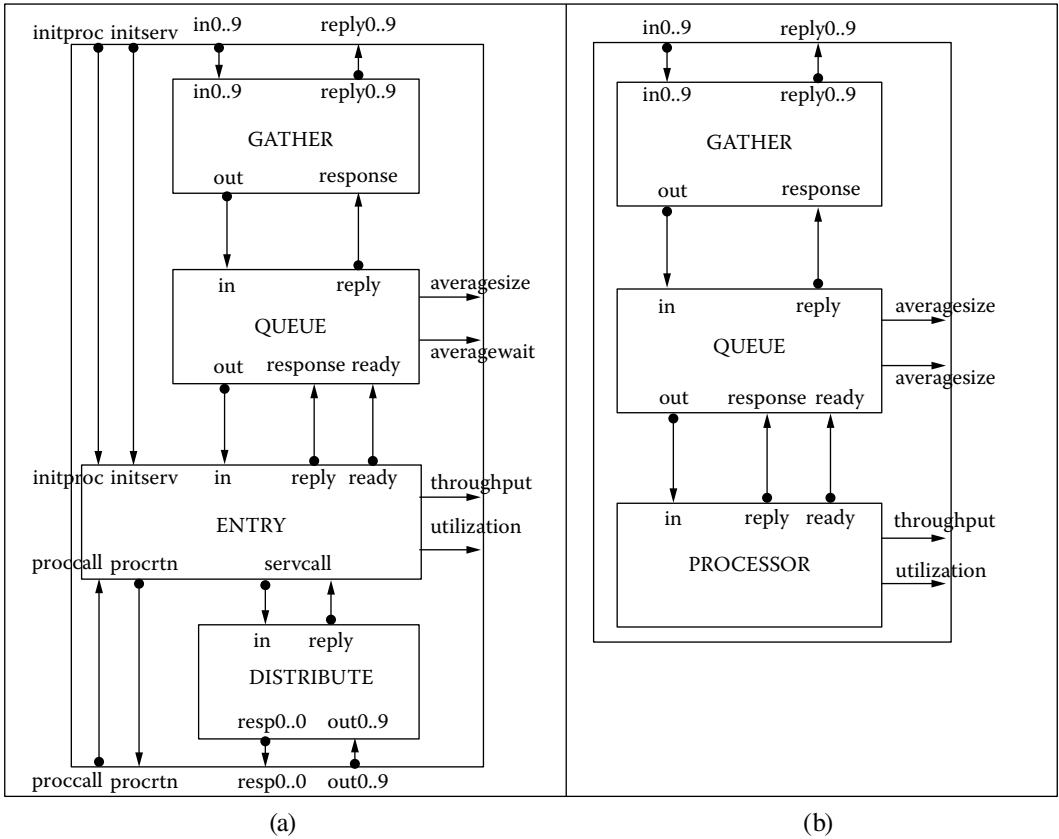 initproc initserv in0..9 reply0..9
in0..9 reply0..9
GATHER
out response
in reply
averagesize
QUEUE
averagewait
out response ready
initproc initserv in reply ready
throughput
ENTRY
utilization
proccall procrtn servcall
in reply
DISTRIBUTE
resp0..0 out0..9
proccall procrtn resp0..0 out0..9
(a)
in0..9 reply0..9
in0..9 reply0..9
GATHER
out response
in reply
averagesize
QUEUE
averagesize
out response ready
in reply ready
throughput
PROCESSOR
utilization
(b)